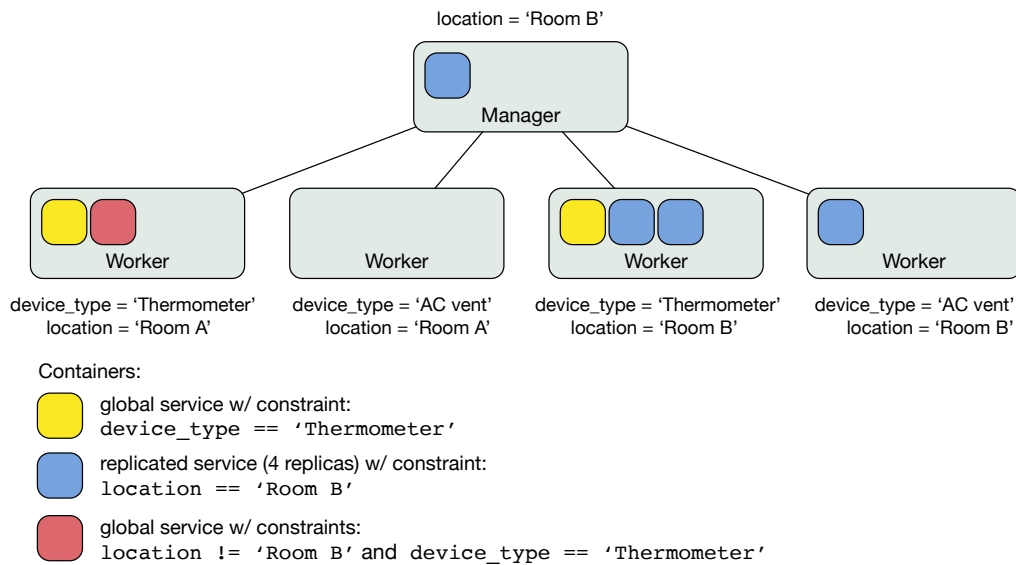 location = ‘Room B’
Manager
Worker
Worker
Worker
Worker
device_type = ‘Thermometer’
location = ‘Room A’
device_type = ‘AC vent’
location = ‘Room A’
device_type = ‘Thermometer’
location = ‘Room B’
device_type = ‘AC vent’
location = ‘Room B’
Containers:
global service w/ constraint:
device_type == ‘Thermometer’
replicated service (4 replicas) w/ constraint:
location == ‘Room B’
global service w/ constraints:
location != ‘Room B’ and device_type == ‘Thermometer’